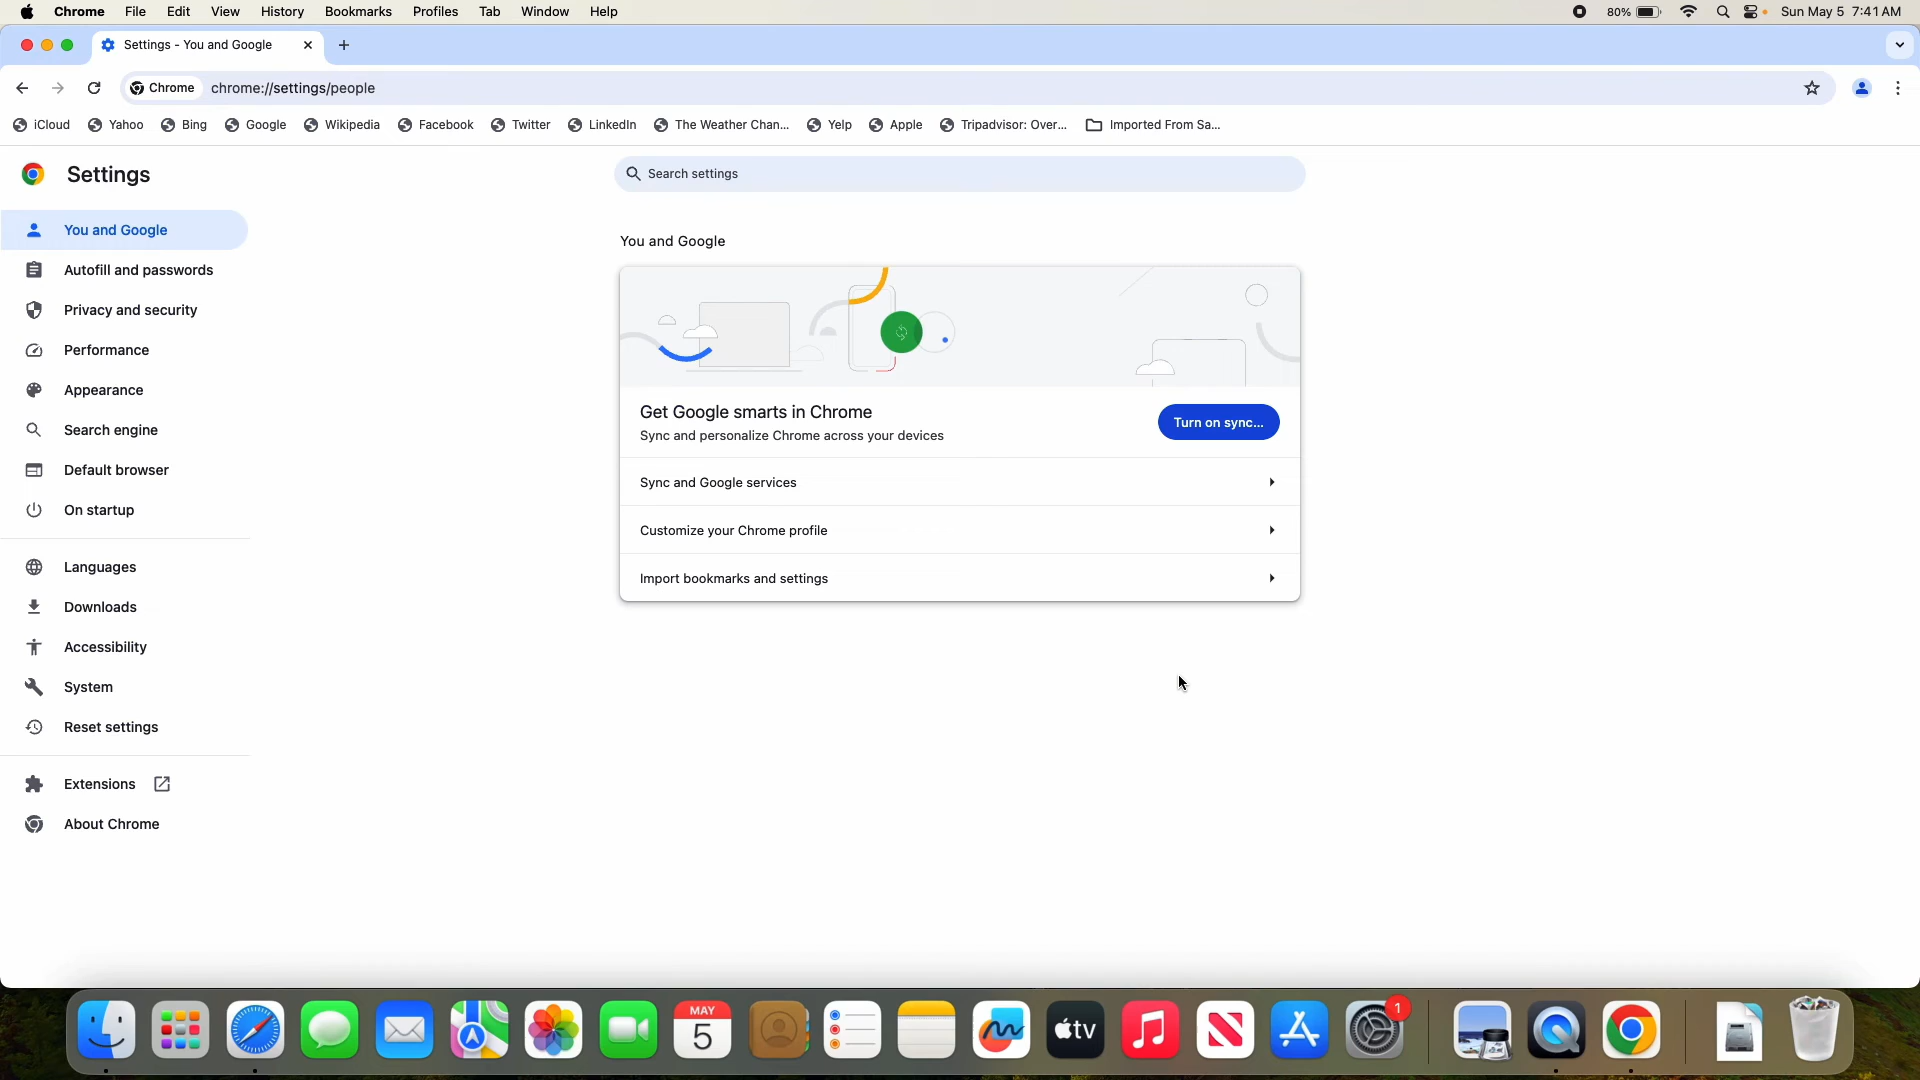 Chrome File Edit View History Bookmarks Profiles Tab Window Help 80% Sun May 5 7:41 AM
Settings - You and Google
Chrome chrome://settings/people
iCloud Yahoo Bing Google Wikipedia Facebook Twitter LinkedIn The Weather Chan... Yelp Apple Tripadvisor: Over... Imported From Sa...
Settings
Search settings
You and Google
Autofill and passwords
Privacy and security
Performance
Appearance
Search engine
Default browser
On startup
Languages
Downloads
Accessibility
System
Reset settings
Extensions
About Chrome
You and Google
Get Google smarts in Chrome
Sync and personalize Chrome across your devices
Turn on sync...
Sync and Google services
Customize your Chrome profile
Import bookmarks and settings
MAY
5
tv
1